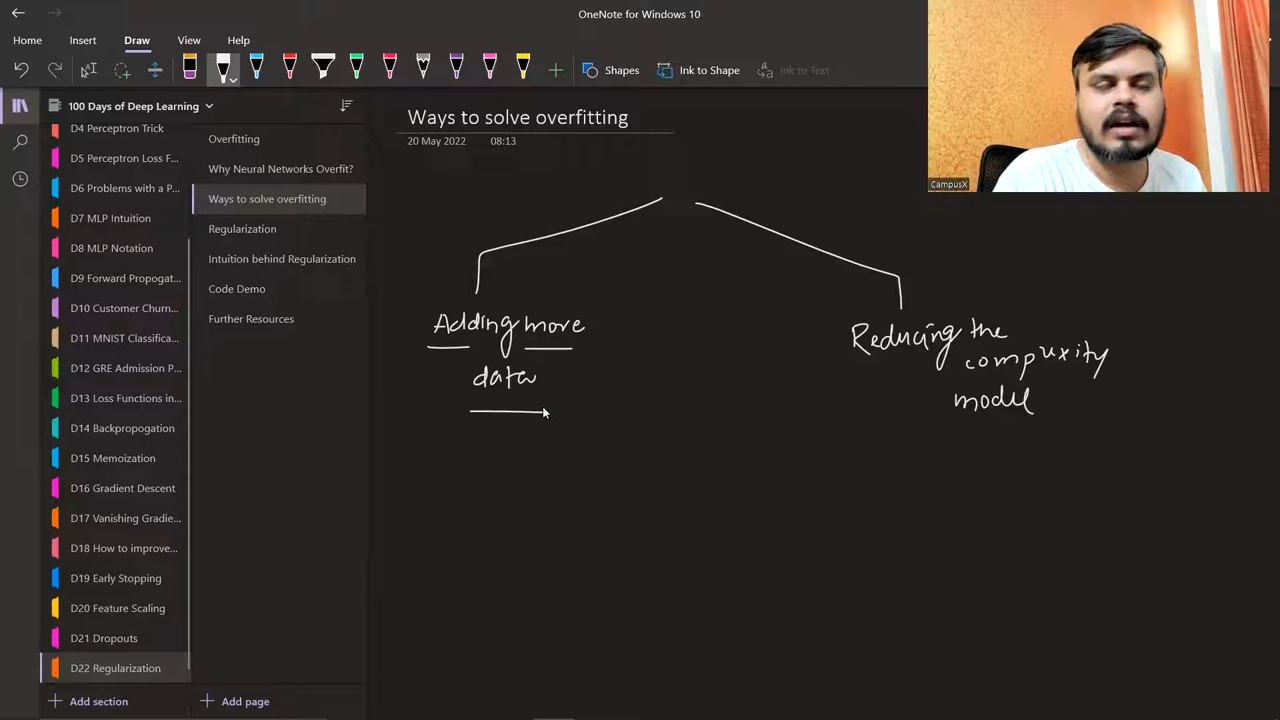 OneNote for Windows 10
Home
Insert
Draw
View
Help
Shapes
Ink to Shape
Ink to Text
100 Days of Deep Learning
D4 Perceptron Trick
D5 Perceptron Loss F...
D6 Problems with a P...
D7 MLP Intuition
D8 MLP Notation
D9 Forward Propogat...
D10 Customer Churn...
D11 MNIST Classifica...
D12 GRE Admission P...
D13 Loss Functions in...
D14 Backpropogation
D15 Memoization
D16 Gradient Descent
D17 Vanishing Gradie...
D18 How to improve...
D19 Early Stopping
D20 Feature Scaling
D21 Dropouts
D22 Regularization
Add section
Overfitting
Why Neural Networks Overfit?
Ways to solve overfitting
Regularization
Intuition behind Regularization
Code Demo
Further Resources
Add page
Ways to solve overfitting
20 May 2022 08:13
Adding more
data
Reducing the
complexity
model
CampusX